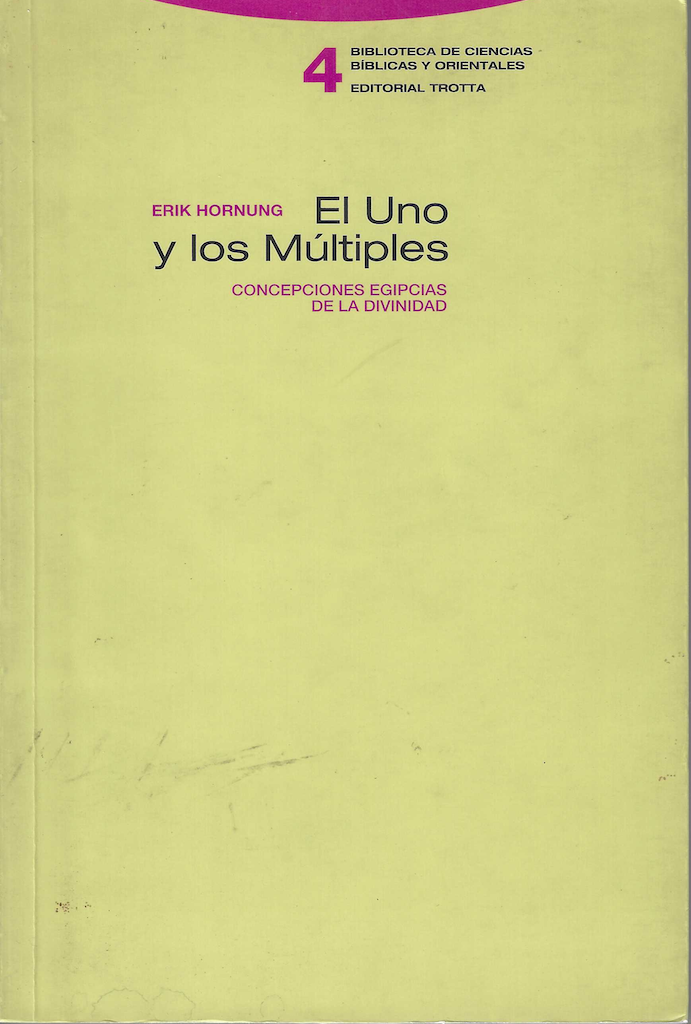 4 BIBLIOTECA DE CIENCIAS
BÍBLICAS Y ORIENTALES
EDITORIAL TROTTA
ERIK HORNUNG El Uno
y los Múltiples
CONCEPCIONES EGIPCIAS
DE LA DIVINIDAD